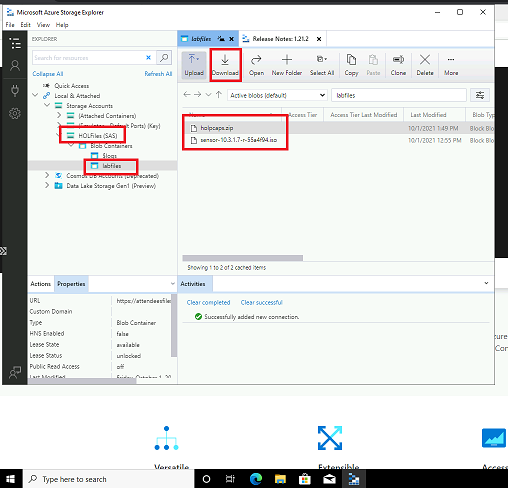 Microsoft Azure Storage Explorer
File Edit View Help
EXPLORER
Search for resources
Collapse All
Refresh All
Quick Access
Local & Attached
Storage Accounts
(Attached Containers)
Ports) (Key)
HOLFiles (SAS)
Blob Containers
$logs
labfiles
Cosmos DB Accounts (Deprecated)
Data Lake Storage Gen1 (Preview)
labfiles
Release Notes: 1.21.2
Upload
Download
Open
New Folder
Select All
Copy
Paste
Clone
Delete
More
Active blobs (default)
labfiles
Name
Access Tier
Access Tier Last Modified
Last Modified
Blob Type
holpcaps.zip
10/1/2021 1:49 PM
Block Blob
sensor-10.3.1.7-r-55a4f94.iso
10/1/2021 12:55 PM
Block Blob
Showing 1 to 2 of 2 cached items
Actions
Properties
URL
https://attendeesfile
Custom Domain
Type
Blob Container
HNS Enabled
false
Lease State
available
Lease Status
unlocked
Public Read Access
off
Last Modified
Friday, October 1, 20
Activities
Clear completed
Clear successful
Successfully added new connection.
zure
Con
Versatile
Extensible
Access
Type here to search